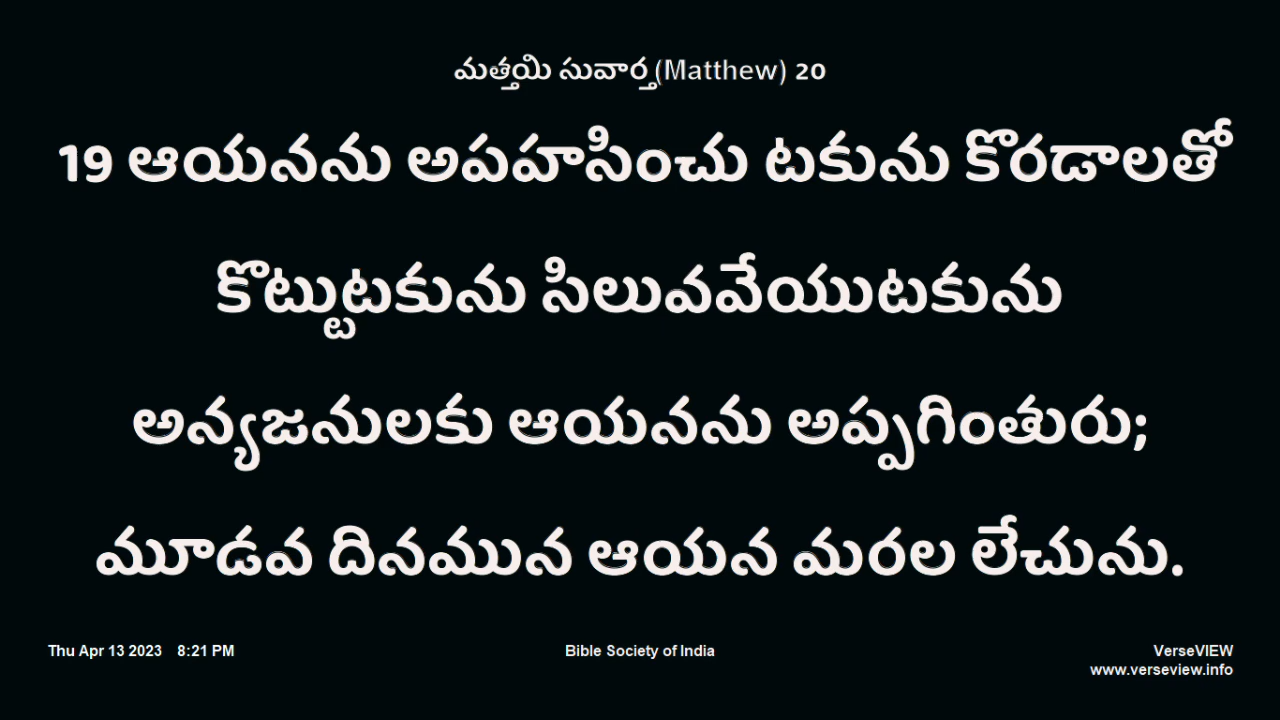 మత్తయి సువార్త(Matthew) 20
19 ఆయనను అపహసించు టకును కొరడాలతో
కొట్టుటకును సిలువవేయుటకును
అన్యజనులకు ఆయనను అప్పగింతురు;
మూడవ దినమున ఆయన మరల లేచును.
Thu Apr 13 2023 8:21 PM
Bible Society of India
VerseVIEW
www.verseview.info